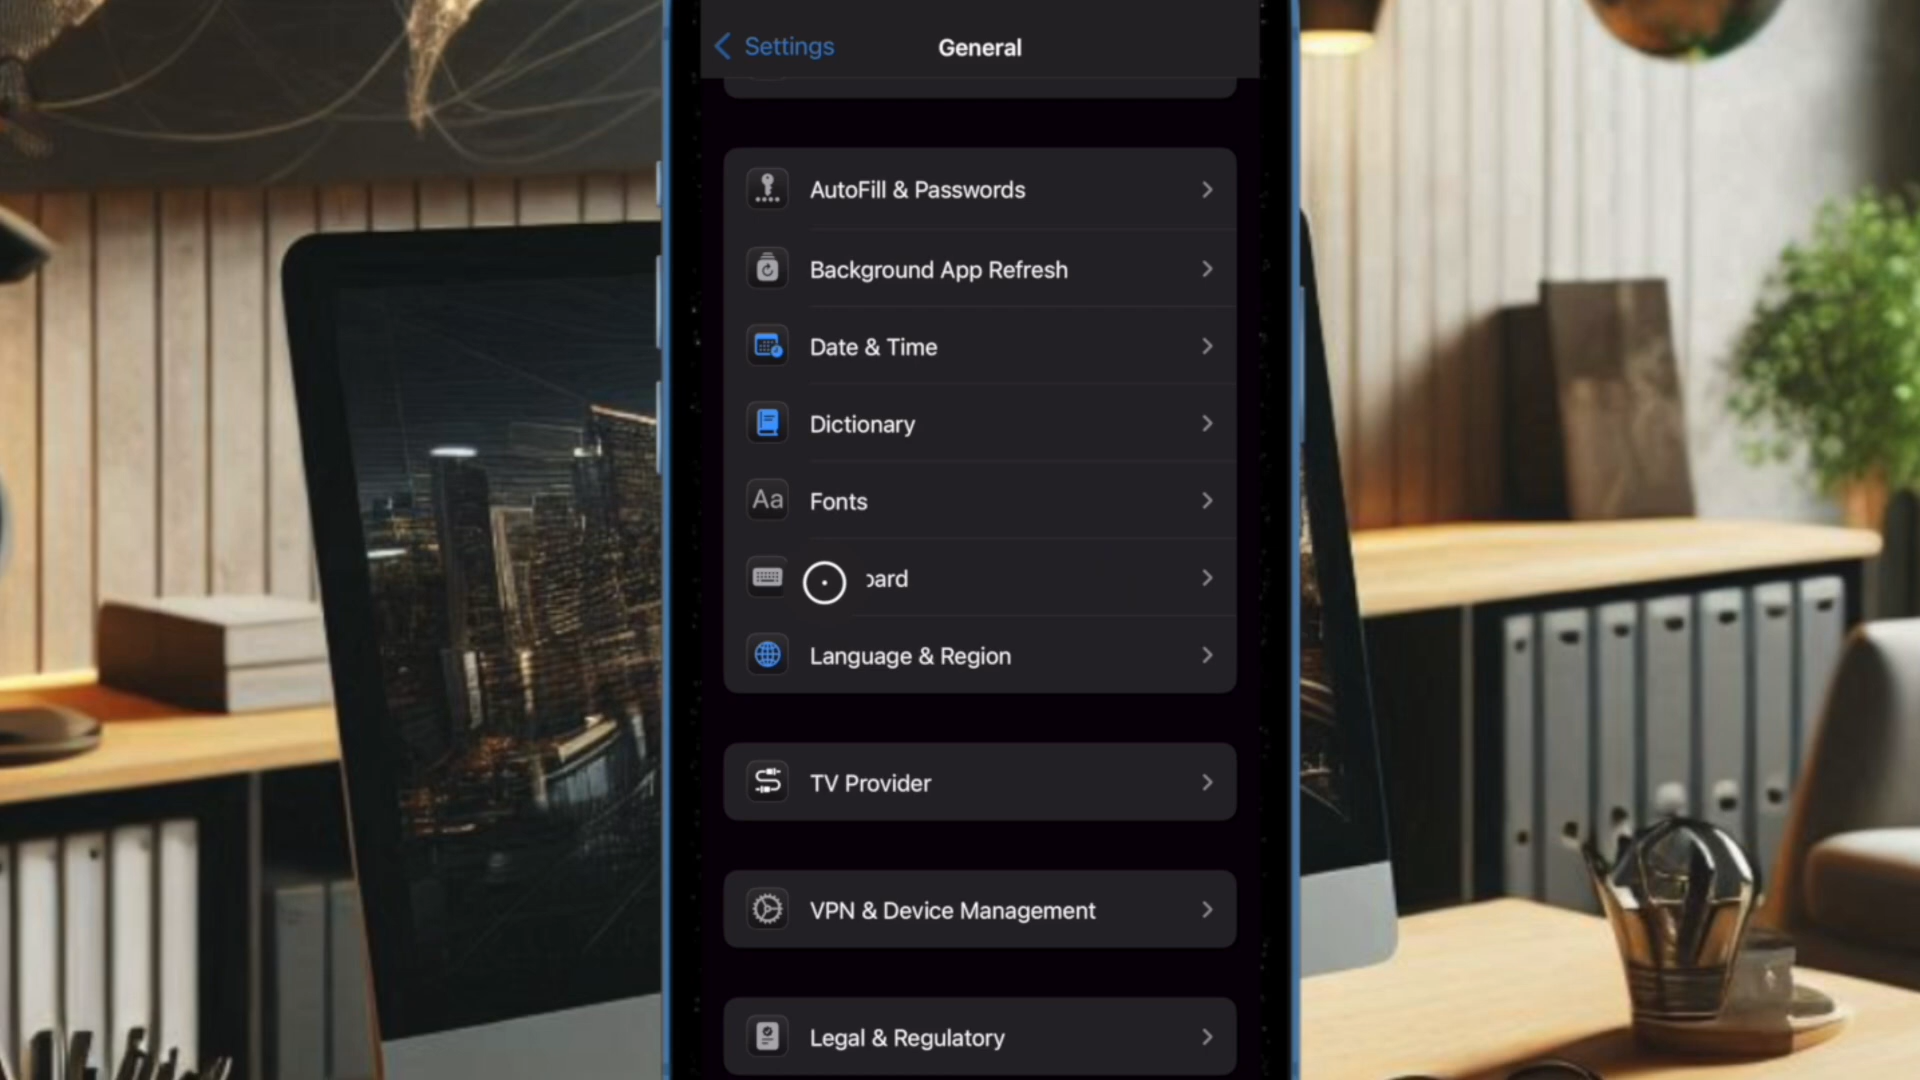 Settings
General
AutoFill & Passwords
Background App Refresh
Date & Time
Dictionary
Aa Fonts
oard
Language & Region
TV Provider
VPN & Device Management
Legal & Regulatory